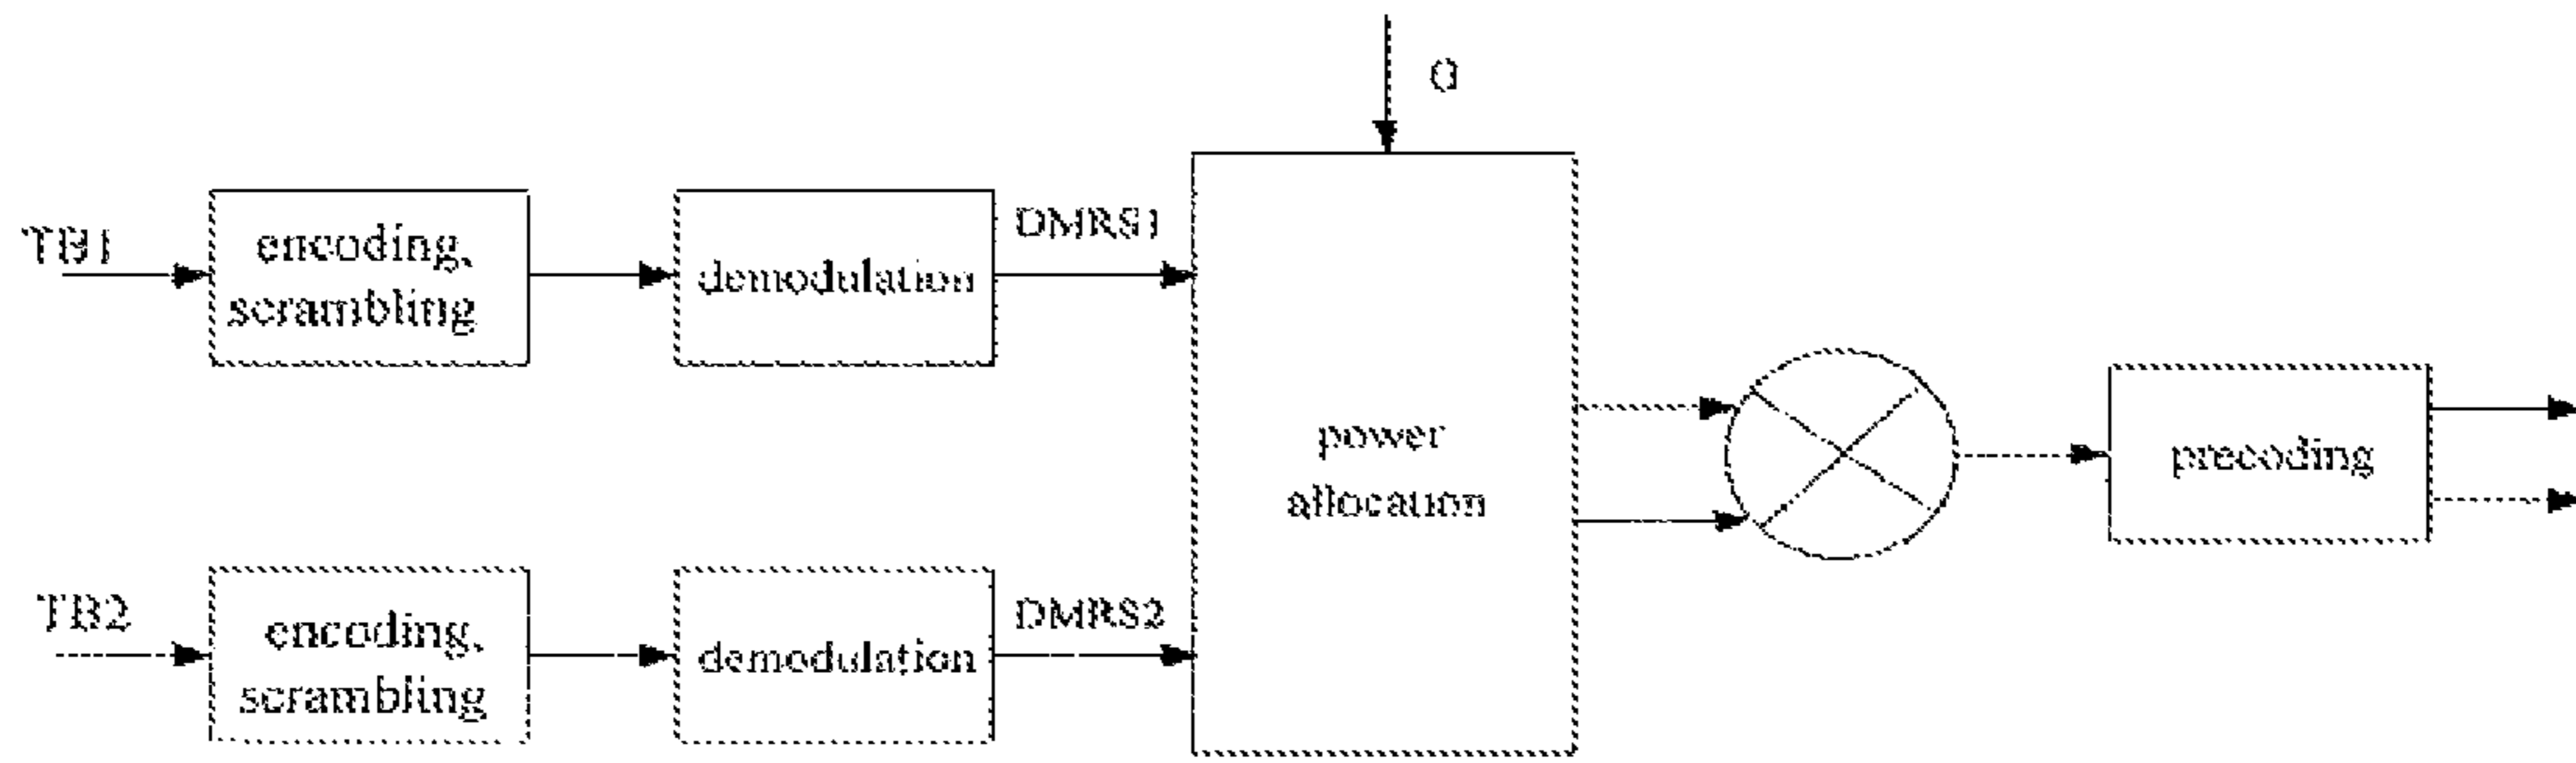 TB1
encoding,
scrambling
demodulation
DMRS1
TB2
encoding,
scrambling
demodulation
DMRS2
power
allocation
precoding